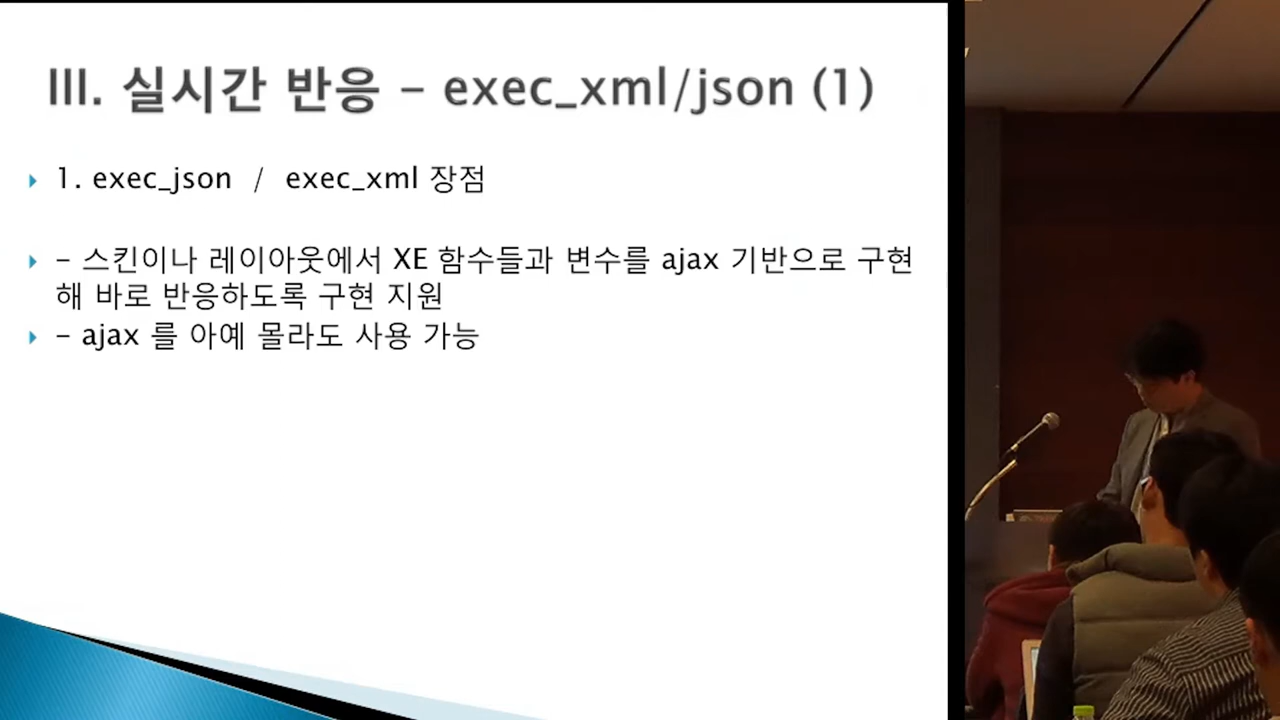 III. 실시간 반응 - exec_xml/json (1)
1. exec_json / exec_xml 장점
- 스킨이나 레이아웃에서 XE 함수들과 변수를 ajax 기반으로 구현
해 바로 반응하도록 구현 지원
- ajax 를 아예 몰라도 사용 가능